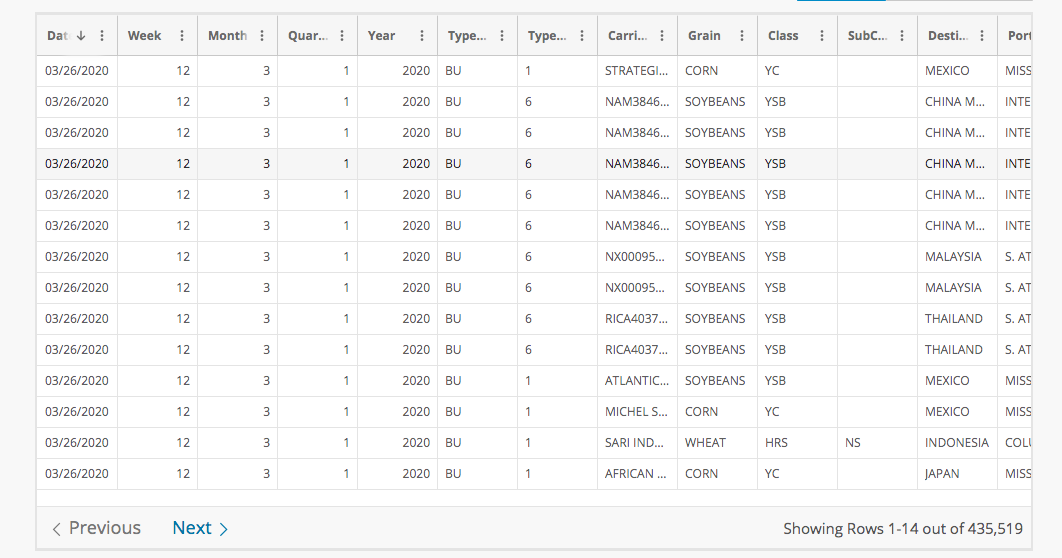 Dat Week Month Quar... Year Type... Type... Carri... Grain Class SubC... Desti... Port
03/26/2020 12 3 1 2020 BU 1 STRATEGI... CORN YC MEXICO MISS
03/26/2020 12 3 1 2020 BU 6 NAM3846... SOYBEANS YSB CHINA M... INTE
03/26/2020 12 3 1 2020 BU 6 NAM3846... SOYBEANS YSB CHINA M... INTE
03/26/2020 12 3 1 2020 BU 6 NAM3846... SOYBEANS YSB CHINA M... INTE
03/26/2020 12 3 1 2020 BU 6 NAM3846... SOYBEANS YSB CHINA M... INTE
03/26/2020 12 3 1 2020 BU 6 NAM3846... SOYBEANS YSB CHINA M... INTE
03/26/2020 12 3 1 2020 BU 6 NX00095... SOYBEANS YSB MALAYSIA S. AT
03/26/2020 12 3 1 2020 BU 6 NX00095... SOYBEANS YSB MALAYSIA S. AT
03/26/2020 12 3 1 2020 BU 6 RICA4037... SOYBEANS YSB THAILAND S. AT
03/26/2020 12 3 1 2020 BU 6 RICA4037... SOYBEANS YSB THAILAND S. AT
03/26/2020 12 3 1 2020 BU 1 ATLANTIC... SOYBEANS YSB MEXICO MISS
03/26/2020 12 3 1 2020 BU 1 MICHEL S... CORN YC MEXICO MISS
03/26/2020 12 3 1 2020 BU 1 SARI IND... WHEAT HRS NS INDONESIA COLU
03/26/2020 12 3 1 2020 BU 1 AFRICAN ... CORN YC JAPAN MISS
Previous Next Showing Rows 1-14 out of 435,519